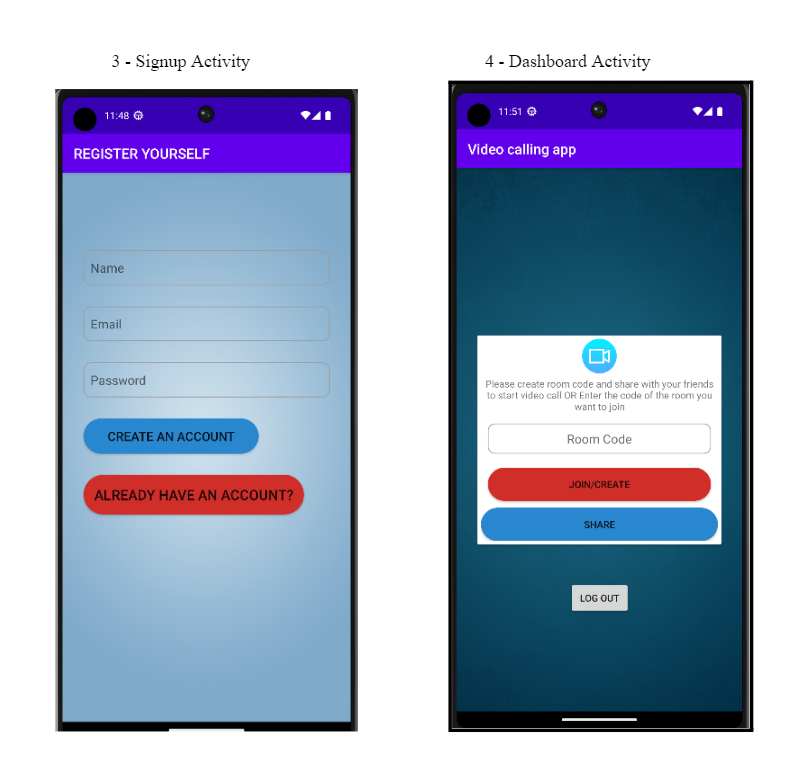 3 - Signup Activity
11:48
REGISTER YOURSELF
Name
Email
Password
CREATE AN ACCOUNT
ALREADY HAVE AN ACCOUNT?
4 - Dashboard Activity
11:51
Video calling app
Please create room code and share with your friends
to start video call OR Enter the code of the room you
want to join
Room Code
JOIN/CREATE
SHARE
LOG OUT